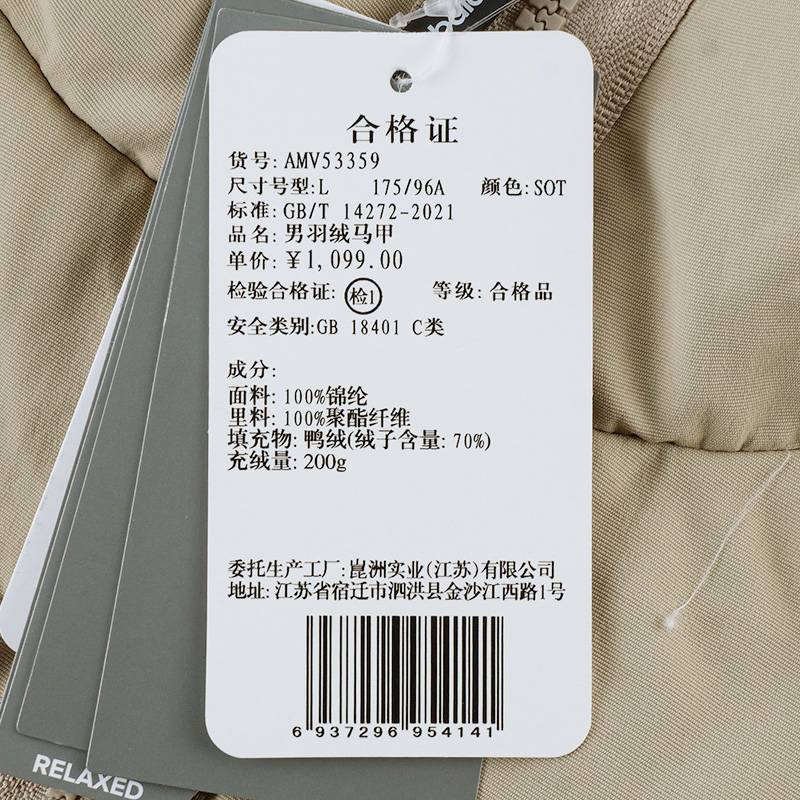 合格证
货号: AMV53359
尺寸号型: L 175/96A 颜色: SOT
标准: GB/T 14272-2021
品名: 男羽绒马甲
单价: ¥1,099.00
检验合格证: 检1 等级: 合格品
安全类别:GB 18401 C类
成分:
面料: 100%锦纶
里料: 100%聚酯纤维
填充物: 鸭绒(绒子含量: 70%)
充绒量: 200g
委托生产工厂: 崑洲实业(江苏)有限公司
地址: 江苏省宿迁市泗洪县金沙江西路1号
6 937296 954141
RELAXED